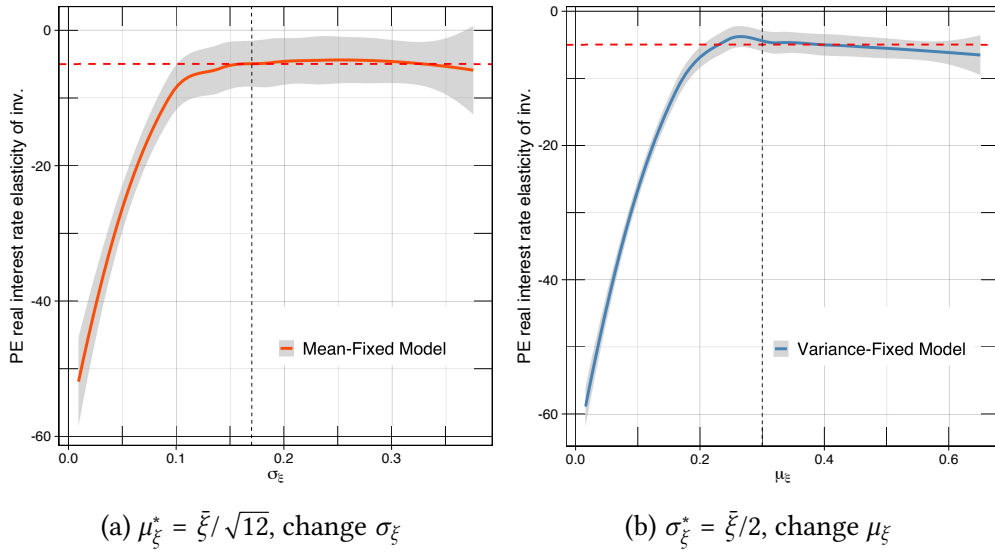 PE real interest rate elasticity of inv.
0
-20
-40
-60
Mean-Fixed Model
0.0 0.1 0.2 0.3
σξ
(a) μ*ξ = ξ̄/√12, change σξ
PE real interest rate elasticity of inv.
0
-20
-40
-60
Variance-Fixed Model
0.0 0.2 0.4 0.6
μξ
(b) σ*ξ = ξ̄/2, change μξ